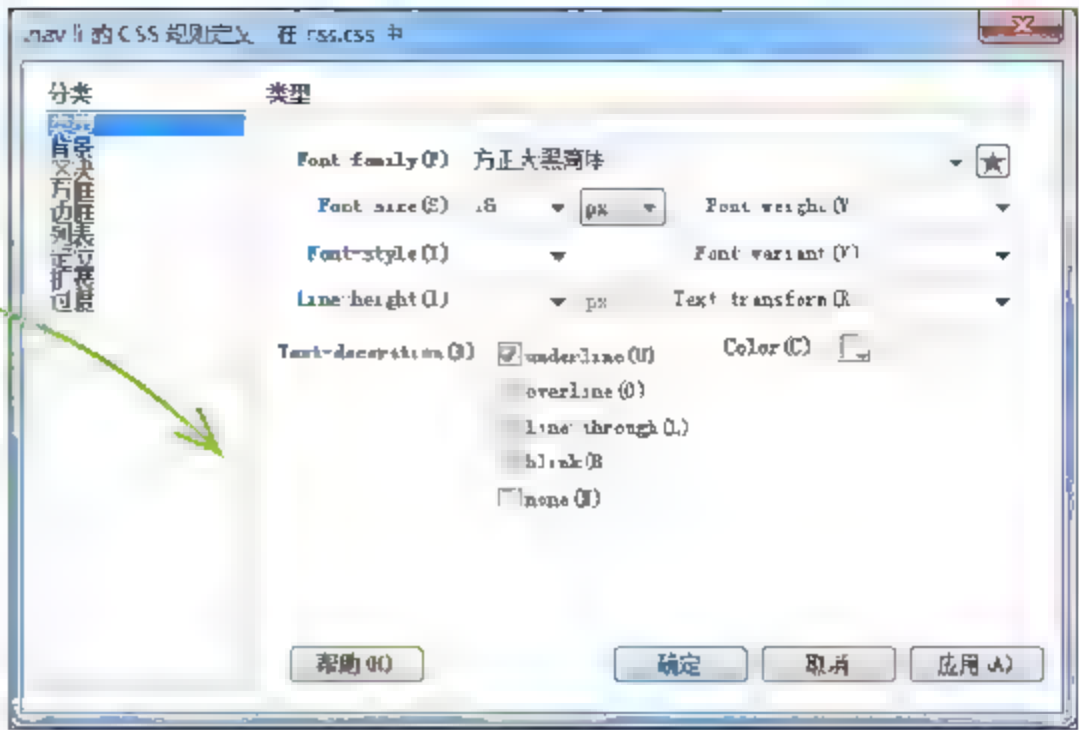 .nav li 的 CSS 规则定义 在 css.css 中
分类
类型
类型
背景
区块
方框
边框
列表
定位
扩展
过渡
Font-family(F) 方正大黑简体
Font-size(S) px Font-weight(W)
Font-style(T) Font-variant(V)
Line-height(I) px Text-transform(R)
Text-decoration(D) underline(U) Color(C)
overline(O)
line-through(L)
blink(B)
none(N)
帮助(H) 确定 取消 应用(A)